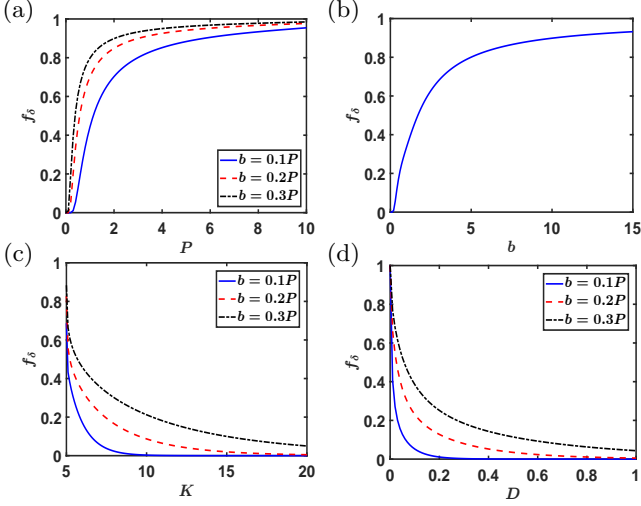 (a)
f_δ
1
0.8
0.6
0.4
0.2
0
0 2 4 6 8 10
P
b = 0.1P
b = 0.2P
b = 0.3P
(b)
f_δ
1
0.8
0.6
0.4
0.2
0
0 5 10 15
b
(c)
f_δ
1
0.8
0.6
0.4
0.2
0
5 10 15 20
K
b = 0.1P
b = 0.2P
b = 0.3P
(d)
f_δ
1
0.8
0.6
0.4
0.2
0
0 0.2 0.4 0.6 0.8 1
D
b = 0.1P
b = 0.2P
b = 0.3P